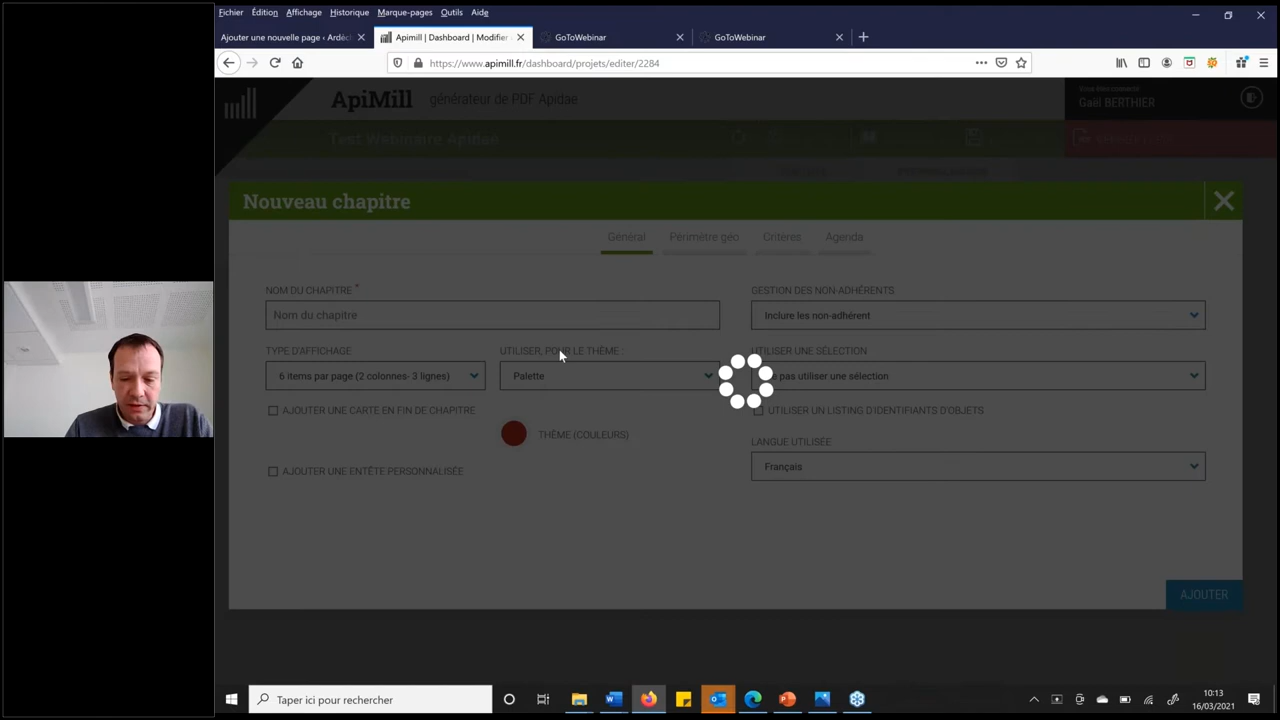 Fichier Édition Affichage Historique Marque-pages Outils Aide
Ajouter une nouvelle page ‹ Ardèch
Apimill | Dashboard | Modifier
GoToWebinar
GoToWebinar
https://www.apimill.fr/dashboard/projets/editer/2284
ApiMill générateur de PDF Apidae
Gaël BERTHIER
Test Webinaire Apidae
Nouveau chapitre
Général Périmètre géo Critères Agenda
NOM DU CHAPITRE * GESTION DES NON-ADHÉRENTS
Nom du chapitre Inclure les non-adhérent
TYPE D'AFFICHAGE UTILISER, POUR LE THÈME : UTILISER UNE SÉLECTION
6 items par page (2 colonnes- 3 lignes) Palette pas utiliser une sélection
AJOUTER UNE CARTE EN FIN DE CHAPITRE UTILISER UN LISTING D'IDENTIFIANTS D'OBJETS
THÈME (COULEURS) LANGUE UTILISÉE
AJOUTER UNE ENTÊTE PERSONNALISÉE Français
AJOUTER
Taper ici pour rechercher
10:13
16/03/2021